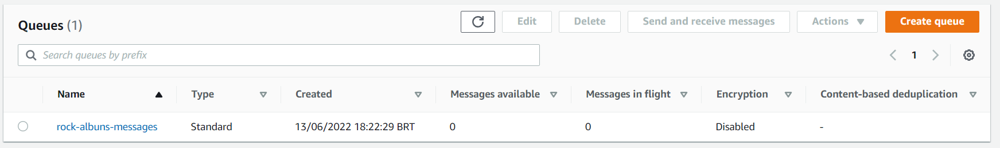 Queues (1)
Edit
Delete
Send and receive messages
Actions
Create queue
Search queues by prefix
1
Name Type Created Messages available Messages in flight Encryption Content-based deduplication
rock-albuns-messages Standard 13/06/2022 18:22:29 BRT 0 0 Disabled -